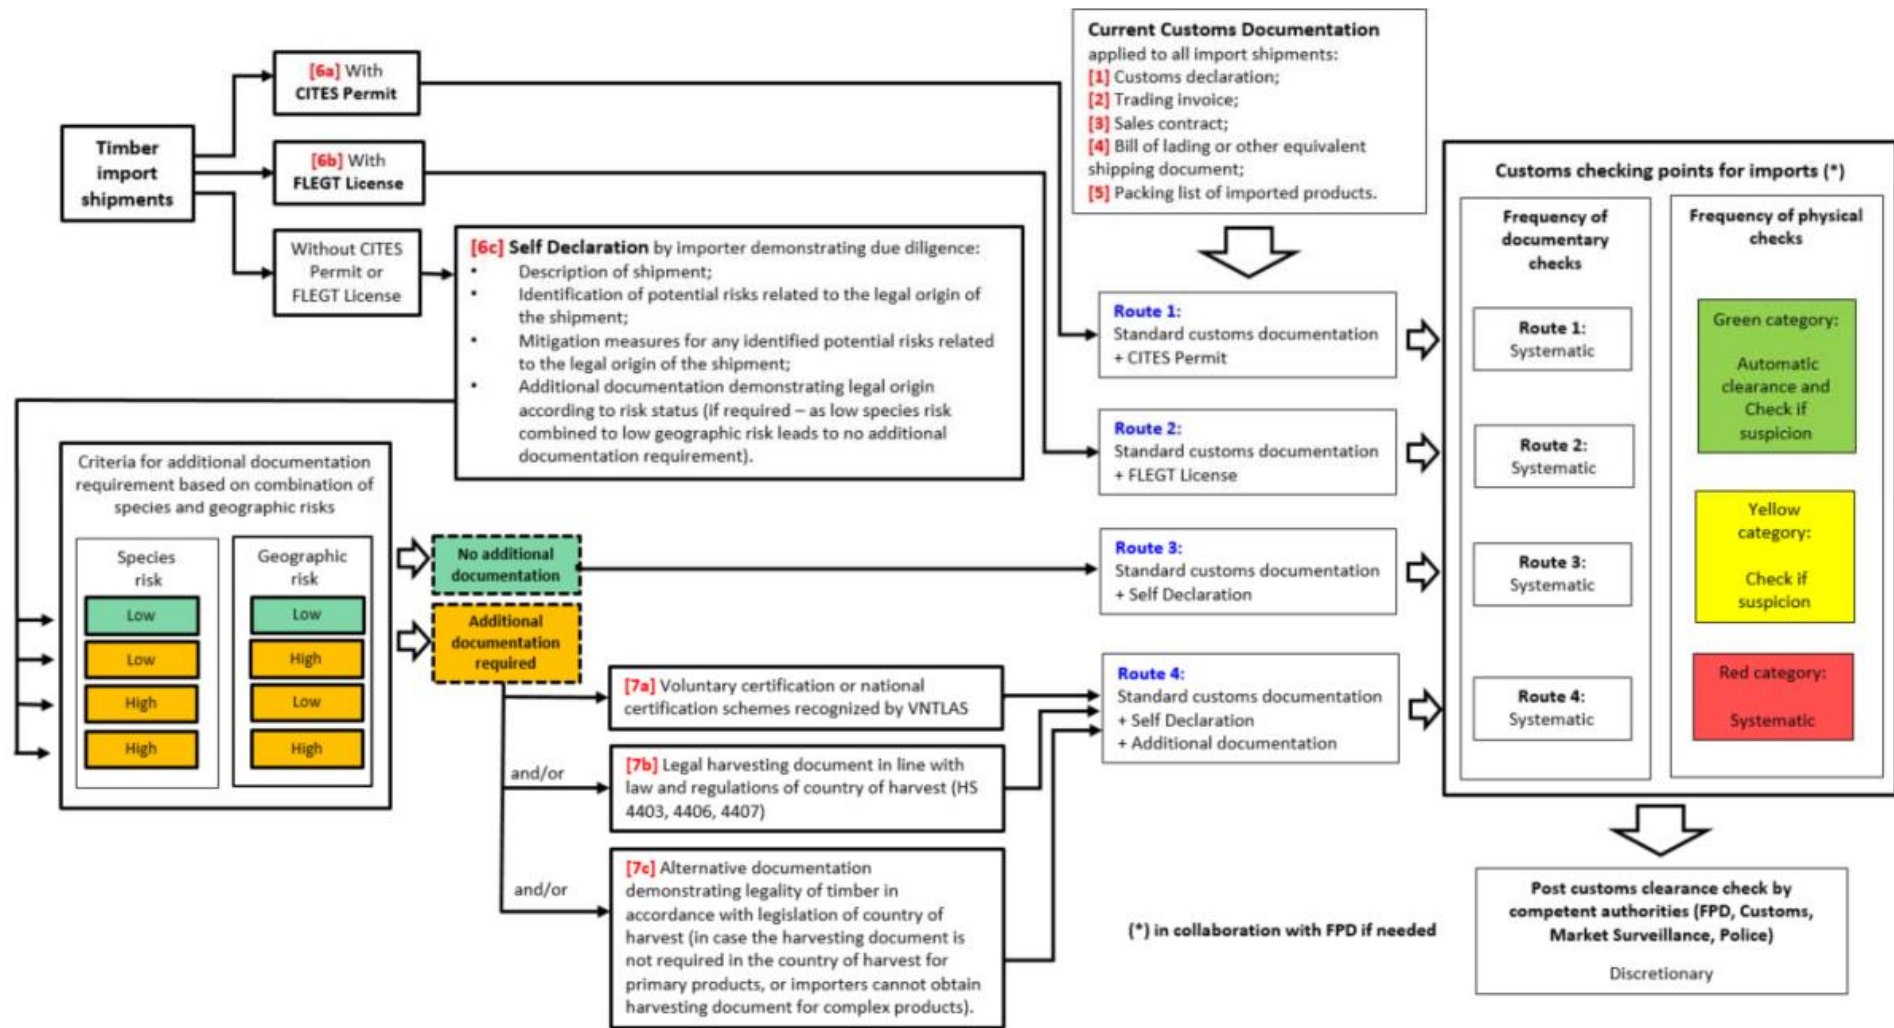 Timber
import
shipments
[6a] With
CITES Permit
[6b] With
FLEGT License
Without CITES
Permit or
FLEGT License
[6c] Self Declaration by importer demonstrating due diligence:
• Description of shipment;
• Identification of potential risks related to the legal origin of
the shipment;
• Mitigation measures for any identified potential risks related
to the legal origin of the shipment;
• Additional documentation demonstrating legal origin
according to risk status (if required – as low species risk
combined to low geographic risk leads to no additional
documentation requirement).
Criteria for additional documentation
requirement based on combination of
species and geographic risks
Species
risk
Low
Low
High
High
Geographic
risk
Low
High
Low
High
No additional
documentation
Additional
documentation
required
[7a] Voluntary certification or national
certification schemes recognized by VNTLAS
and/or
[7b] Legal harvesting document in line with
law and regulations of country of harvest (HS
4403, 4406, 4407)
and/or
[7c] Alternative documentation
demonstrating legality of timber in
accordance with legislation of country of
harvest (in case the harvesting document is
not required in the country of harvest for
primary products, or importers cannot obtain
harvesting document for complex products).
Current Customs Documentation
applied to all import shipments:
[1] Customs declaration;
[2] Trading invoice;
[3] Sales contract;
[4] Bill of lading or other equivalent
shipping document;
[5] Packing list of imported products.
Route 1:
Standard customs documentation
+ CITES Permit
Route 2:
Standard customs documentation
+ FLEGT License
Route 3:
Standard customs documentation
+ Self Declaration
Route 4:
Standard customs documentation
+ Self Declaration
+ Additional documentation
Customs checking points for imports (*)
Frequency of
documentary
checks
Route 1:
Systematic
Route 2:
Systematic
Route 3:
Systematic
Route 4:
Systematic
Frequency of physical
checks
Green category:
Automatic
clearance and
Check if
suspicion
Yellow
category:
Check if
suspicion
Red category:
Systematic
(*) in collaboration with FPD if needed
Post customs clearance check by
competent authorities (FPD, Customs,
Market Surveillance, Police)
Discretionary